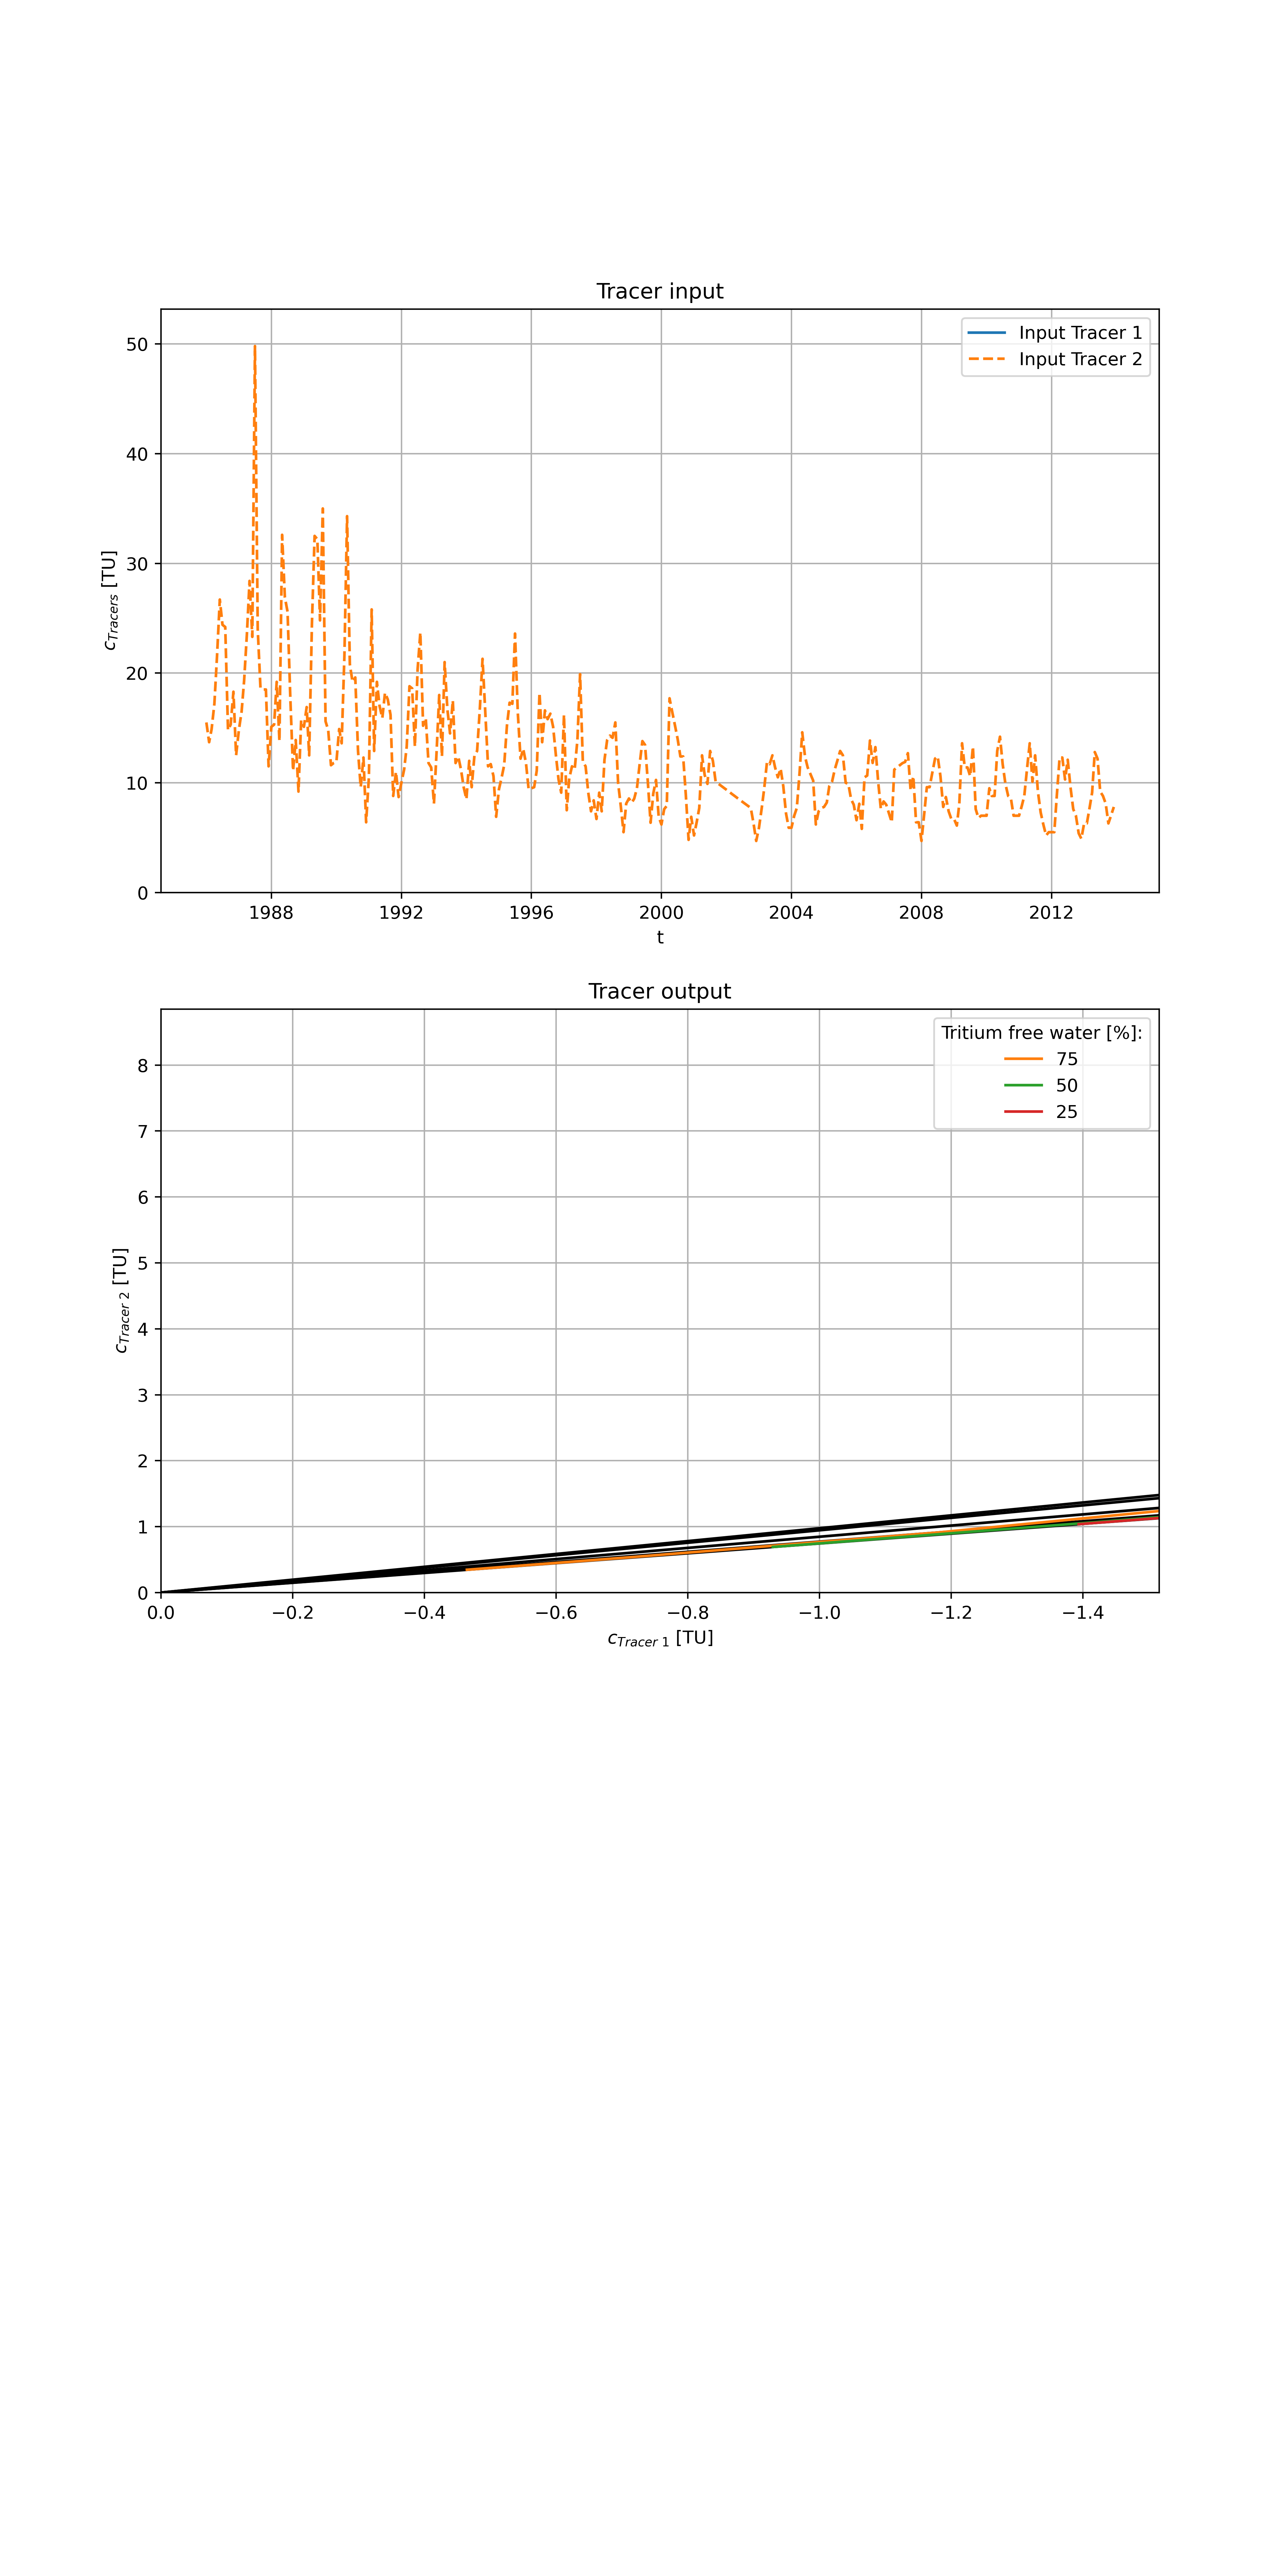 Tracer input
Input Tracer 1
Input Tracer 2
50
40
30
20
10
0
c_Tracers [TU]
1988 1992 1996 2000 2004 2008 2012
t
Tracer output
Tritium free water [%]:
75
50
25
8
7
6
5
4
3
2
1
0
c_Tracer 2 [TU]
0.0 −0.2 −0.4 −0.6 −0.8 −1.0 −1.2 −1.4
c_Tracer 1 [TU]